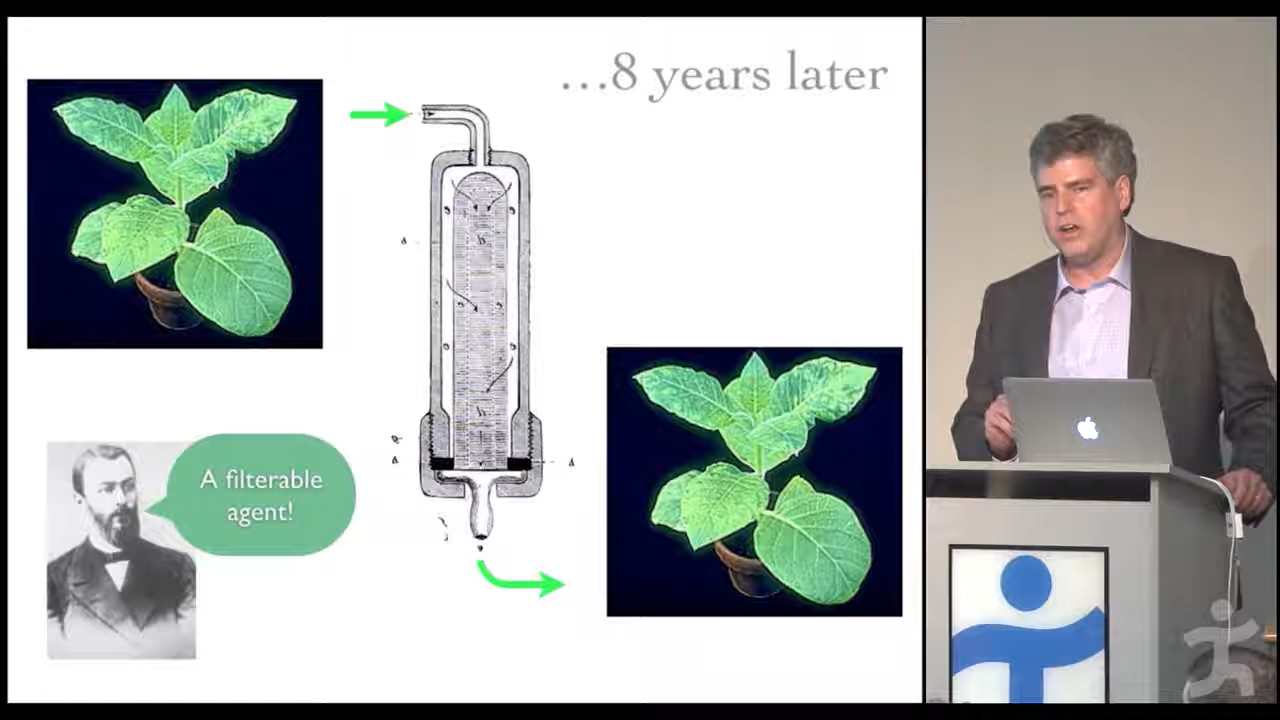 …8 years later
A filterable
agent!